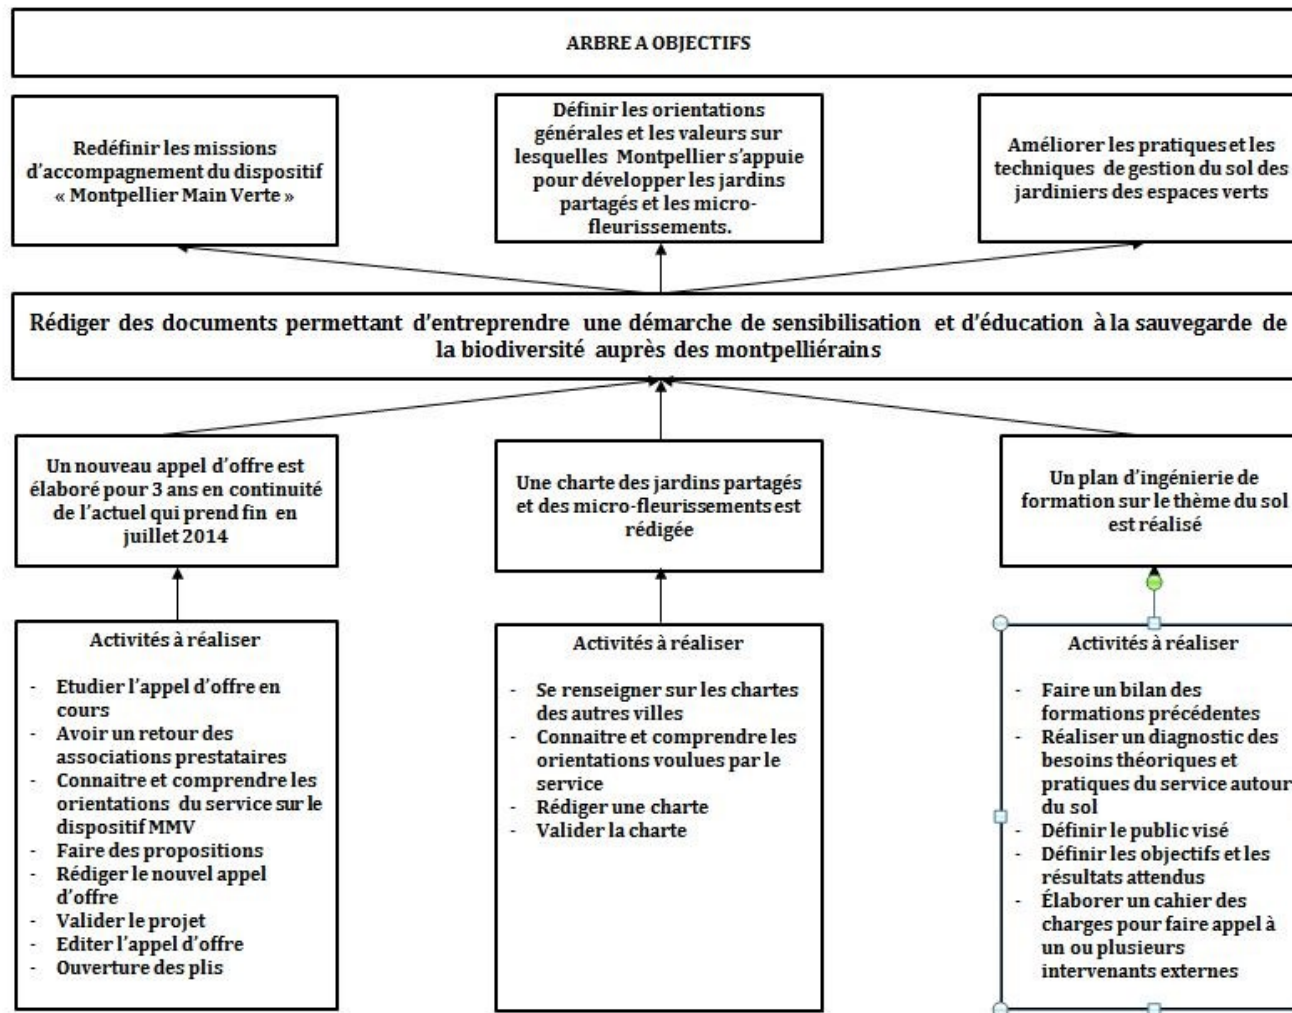 ARBRE A OBJECTIFS
Redéfinir les missions
d'accompagnement du dispositif
« Montpellier Main Verte »
Définir les orientations
générales et les valeurs sur
lesquelles Montpellier s'appuie
pour développer les jardins
partagés et les micro-
fleurissements.
Améliorer les pratiques et les
techniques de gestion du sol des
jardiniers des espaces verts
Rédiger des documents permettant d'entreprendre une démarche de sensibilisation et d'éducation à la sauvegarde de
la biodiversité auprès des montpelliérains
Un nouveau appel d'offre est
élaboré pour 3 ans en continuité
de l'actuel qui prend fin en
juillet 2014
Une charte des jardins partagés
et des micro-fleurissements est
rédigée
Un plan d'ingénierie de
formation sur le thème du sol
est réalisé
Activités à réaliser
- Etudier l'appel d'offre en
cours
- Avoir un retour des
associations prestataires
- Connaitre et comprendre les
orientations du service sur le
dispositif MMV
- Faire des propositions
- Rédiger le nouvel appel
d'offre
- Valider le projet
- Editer l'appel d'offre
- Ouverture des plis
Activités à réaliser
- Se renseigner sur les chartes
des autres villes
- Connaitre et comprendre les
orientations voulues par le
service
- Rédiger une charte
- Valider la charte
Activités à réaliser
- Faire un bilan des
formations précédentes
- Réaliser un diagnostic des
besoins théoriques et
pratiques du service autour
du sol
- Définir le public visé
- Définir les objectifs et les
résultats attendus
- Élaborer un cahier des
charges pour faire appel à
un ou plusieurs
intervenants externes